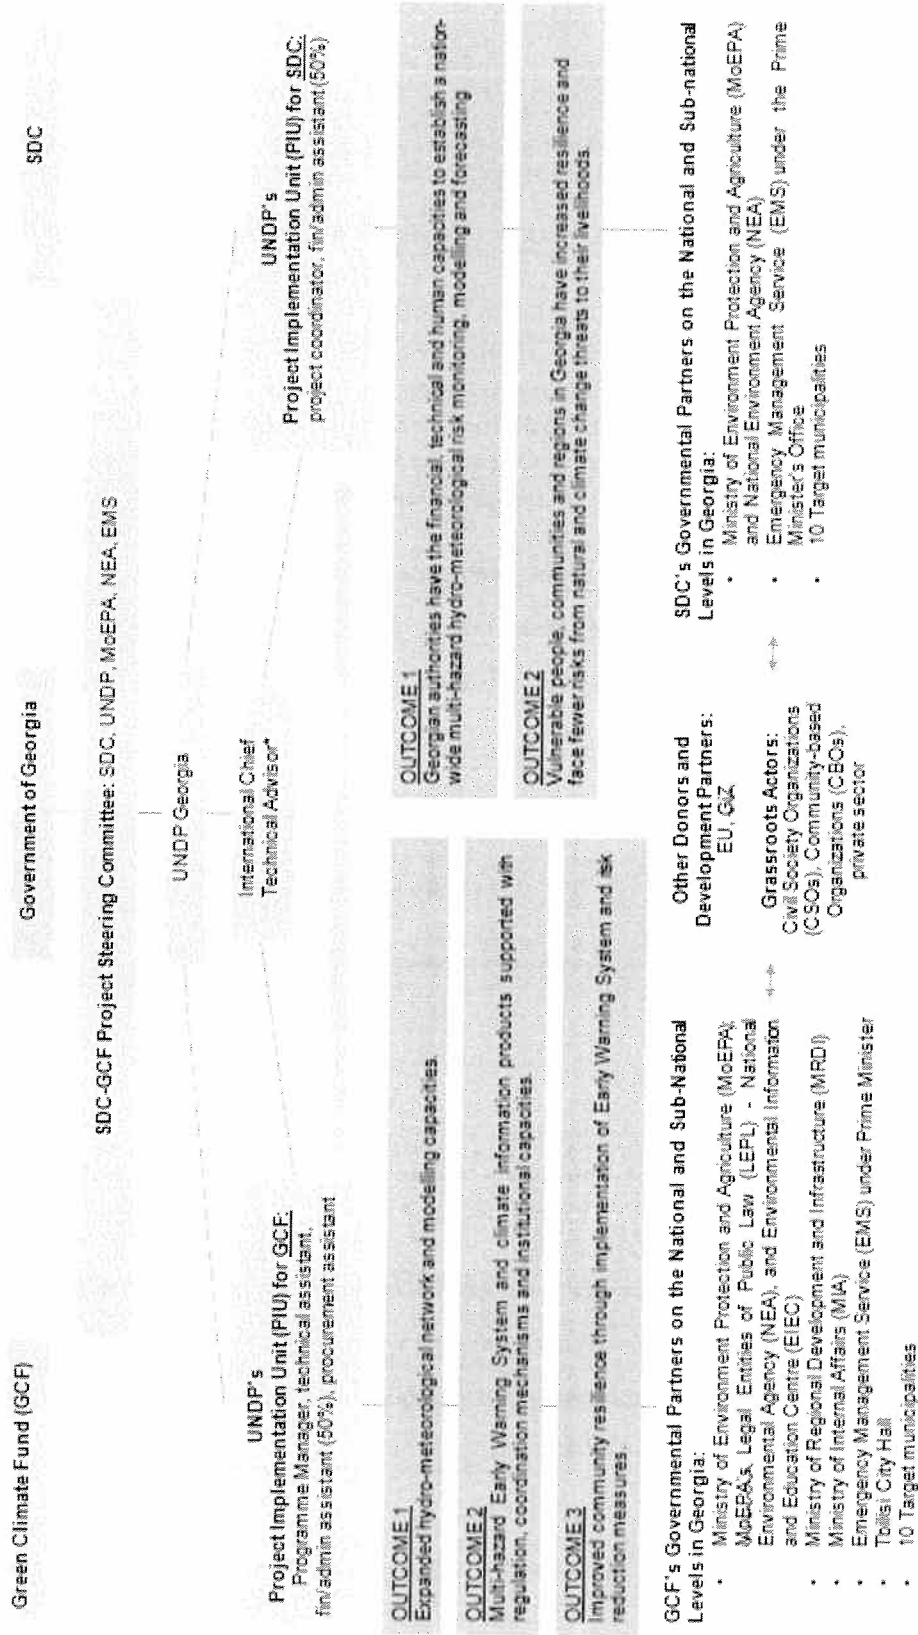 Green Climate Fund (GCF)
Government of Georgia
SDC
SDC-GCF Project Steering Committee: SDC, UNDP, MoEPA, NEA, EMS
UNDP Georgia
International Chief
Technical Advisor*
UNDP's
Project Implementation Unit (PIU) for GCF:
Programme Manager, technical assistant,
fin/admin assistant (50%), procurement assistant
UNDP's
Project Implementation Unit (PIU) for SDC:
project coordinator, fin/admin assistant (50%)
OUTCOME 1
Expanded hydro-meteorological network and modelling capacities.
OUTCOME 2
Multi-hazard Early Warning System and climate information products supported with
regulation, coordination mechanisms and institutional capacities.
OUTCOME 3
Improved community resilience through implementation of Early Warning System and risk
reduction measures
OUTCOME 1
Georgian authorities have the financial, technical and human capacities to establish a nation-
wide multi-hazard hydro-meteorological risk monitoring, modelling and forecasting
OUTCOME 2
Vulnerable people, communities and regions in Georgia have increased resilience and
face fewer risks from natural and climate change threats to their livelihoods.
GCF's Governmental Partners on the National and Sub-National
Levels in Georgia:
• Ministry of Environment Protection and Agriculture (MoEPA);
MoEPA's, Legal Entities of Public Law (LEPL) - National
Environmental Agency (NEA), and Environmental Information
and Education Centre (EIEC)
• Ministry of Regional Development and Infrastructure (MRDI)
• Ministry of Internal Affairs (MIA)
• Emergency Management Service (EMS) under Prime Minister
• Tbilisi City Hall
• 10 Target municipalities
Other Donors and
Development Partners:
EU, GIZ
Grassroots Actors:
Civil Society Organizations
(CSOs), Community-based
Organizations (CBOs),
private sector
SDC's Governmental Partners on the National and Sub-national
Levels in Georgia:
• Ministry of Environment Protection and Agriculture (MoEPA)
and National Environment Agency (NEA)
• Emergency Management Service (EMS) under the Prime
Minister's Office
• 10 Target municipalities